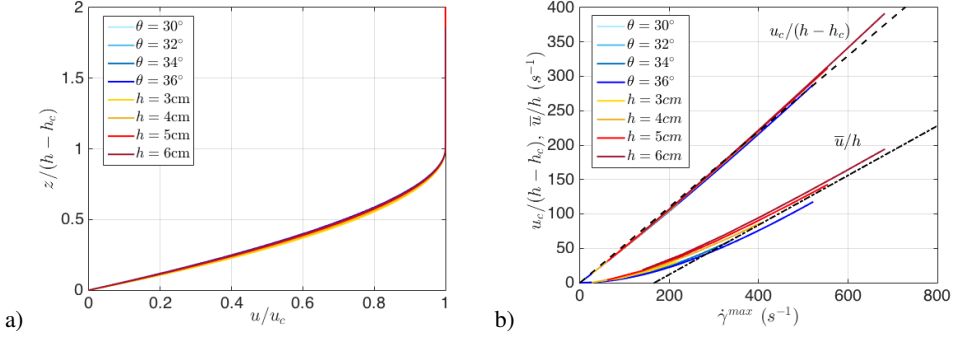 θ = 30°
θ = 32°
θ = 34°
θ = 36°
h = 3cm
h = 4cm
h = 5cm
h = 6cm
2
1.5
1
0.5
0
z/(h − h_c)
0 0.2 0.4 0.6 0.8 1
u/u_c
a)
θ = 30°
θ = 32°
θ = 34°
θ = 36°
h = 3cm
h = 4cm
h = 5cm
h = 6cm
u_c/(h − h_c)
u̅/h
400
350
300
250
200
150
100
50
0
u_c/(h − h_c), u̅/h (s⁻¹)
0 200 400 600 800
γ̇^max (s⁻¹)
b)